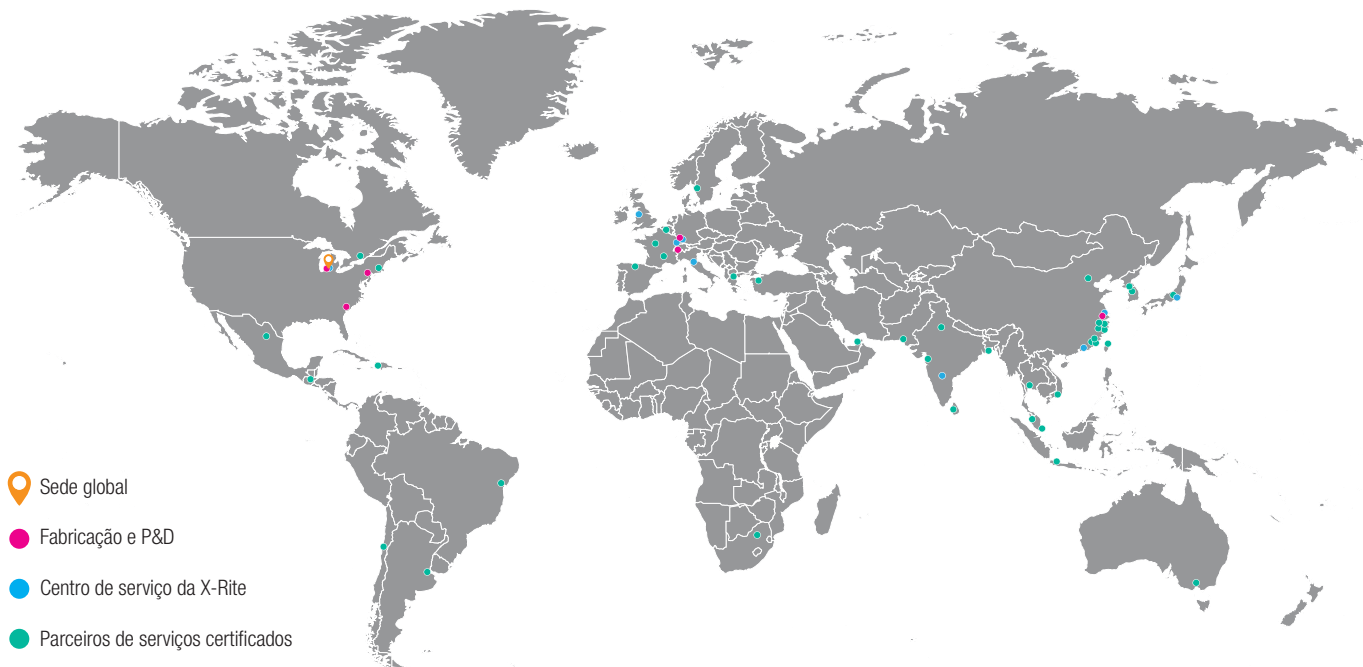 Sede global
Fabricação e P&D
Centro de serviço da X-Rite
Parceiros de serviços certificados